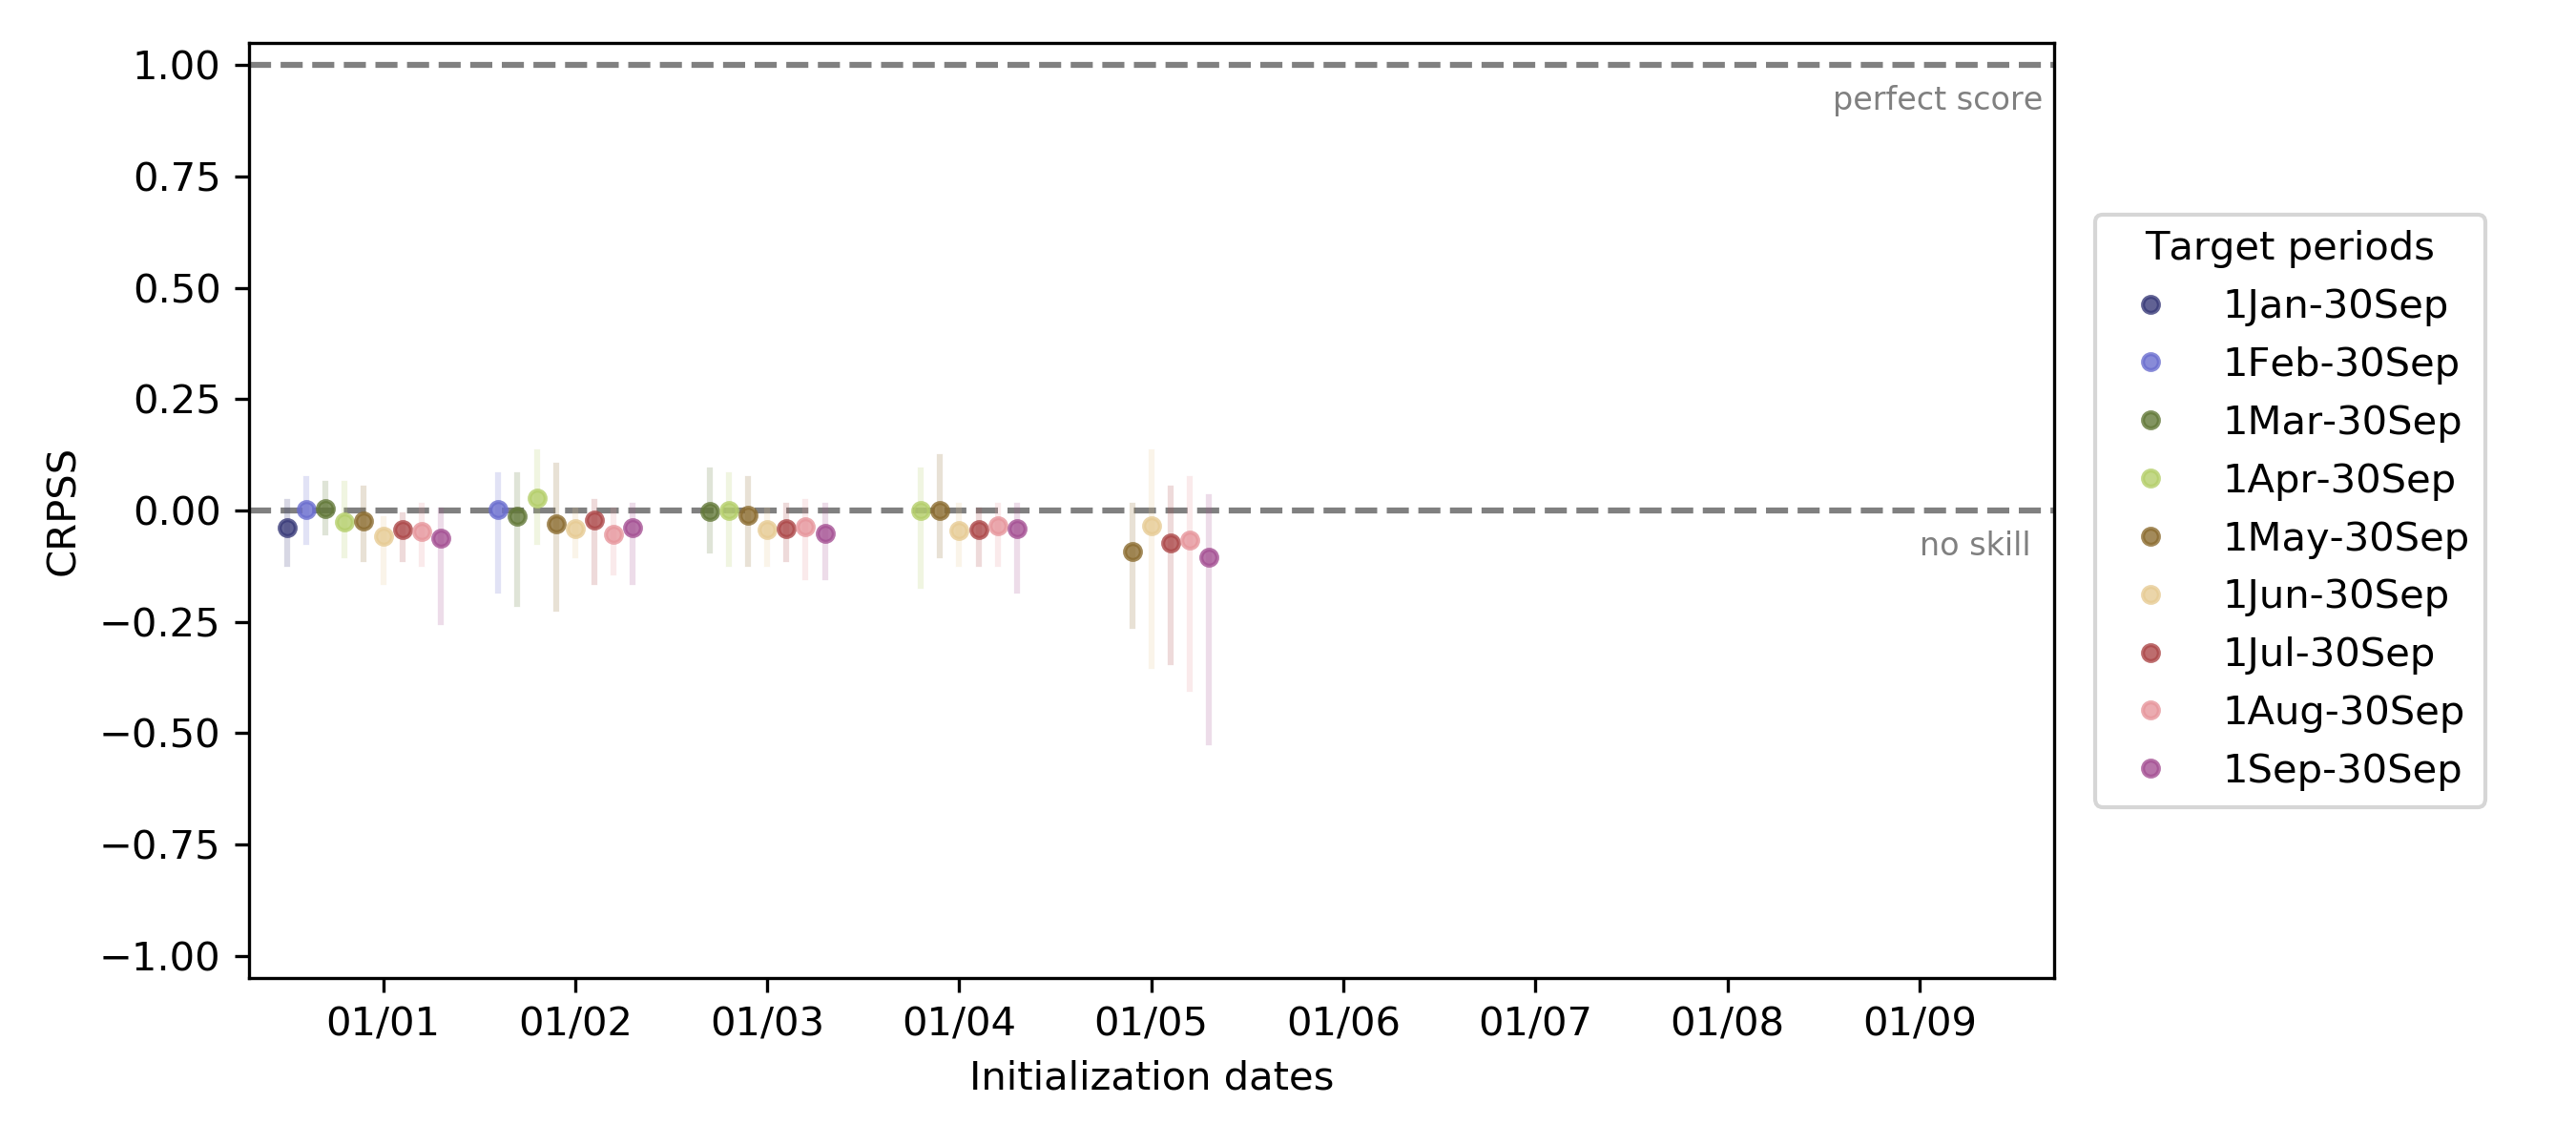 1.00
0.75
0.50
0.25
0.00
−0.25
−0.50
−0.75
−1.00
CRPSS
perfect score
no skill
01/01 01/02 01/03 01/04 01/05 01/06 01/07 01/08 01/09
Initialization dates
Target periods
1Jan-30Sep
1Feb-30Sep
1Mar-30Sep
1Apr-30Sep
1May-30Sep
1Jun-30Sep
1Jul-30Sep
1Aug-30Sep
1Sep-30Sep